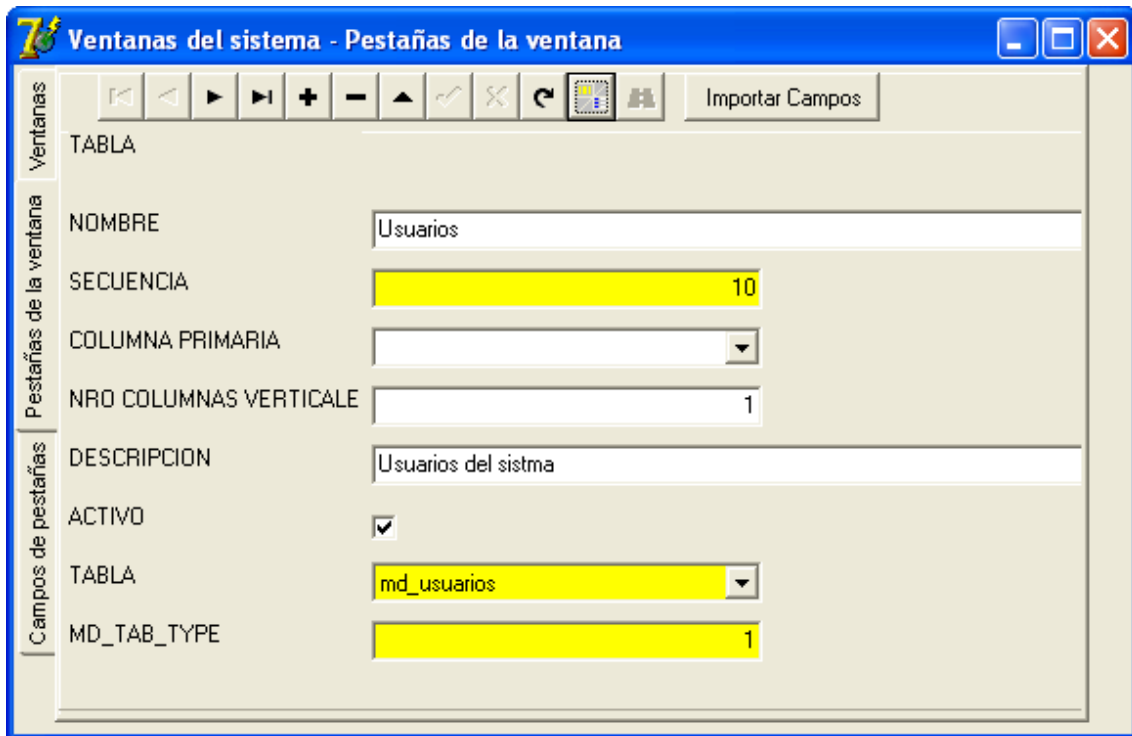 Ventanas del sistema - Pestañas de la ventana
Ventanas
Pestañas de la ventana
Campos de pestañas
Importar Campos
TABLA
NOMBRE Usuarios
SECUENCIA 10
COLUMNA PRIMARIA
NRO COLUMNAS VERTICALE 1
DESCRIPCION Usuarios del sistma
ACTIVO
TABLA md_usuarios
MD_TAB_TYPE 1